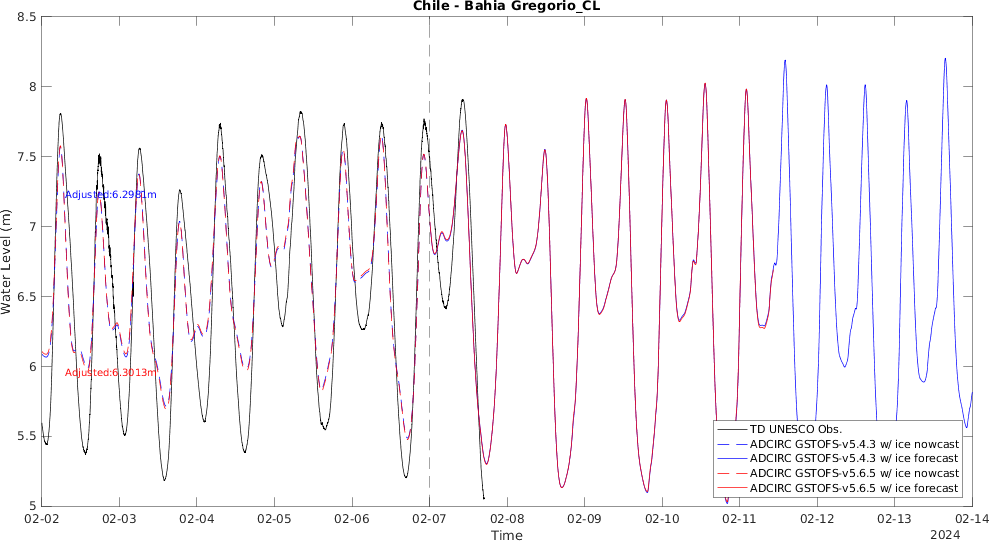 Chile - Bahia Gregorio_CL
Water Level (m)
8.5
8
7.5
7
6.5
6
5.5
5
Adjusted:6.2981m
Adjusted:6.3013m
TD UNESCO Obs.
ADCIRC GSTOFS-v5.4.3 w/ ice nowcast
ADCIRC GSTOFS-v5.4.3 w/ ice forecast
ADCIRC GSTOFS-v5.6.5 w/ ice nowcast
ADCIRC GSTOFS-v5.6.5 w/ ice forecast
02-02 02-03 02-04 02-05 02-06 02-07 02-08 02-09 02-10 02-11 02-12 02-13 02-14
Time
2024